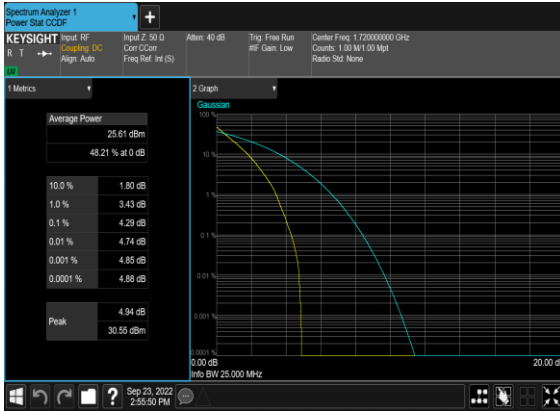 Spectrum Analyzer 1
Power Stat CCDF
KEYSIGHT
R T
Input: RF
Coupling: DC
Align: Auto
Input Z: 50 Ω
Corr CCorr
Freq Ref: Int (S)
Atten: 40 dB
Trig: Free Run
#IF Gain: Low
Center Freq: 1.720000000 GHz
Counts: 1.00 M/1.00 Mpt
Radio Std: None
1 Metrics
Average Power
25.61 dBm
48.21 % at 0 dB
10.0 % 1.80 dB
1.0 % 3.43 dB
0.1 % 4.29 dB
0.01 % 4.74 dB
0.001 % 4.85 dB
0.0001 % 4.88 dB
Peak
4.94 dB
30.55 dBm
2 Graph
Gaussian
100 %
10 %
1 %
0.1 %
0.01 %
0.001 %
0.0001 %
0.00 dB
20.00 d
Info BW 25.000 MHz
?
Sep 23, 2022
2:55:50 PM